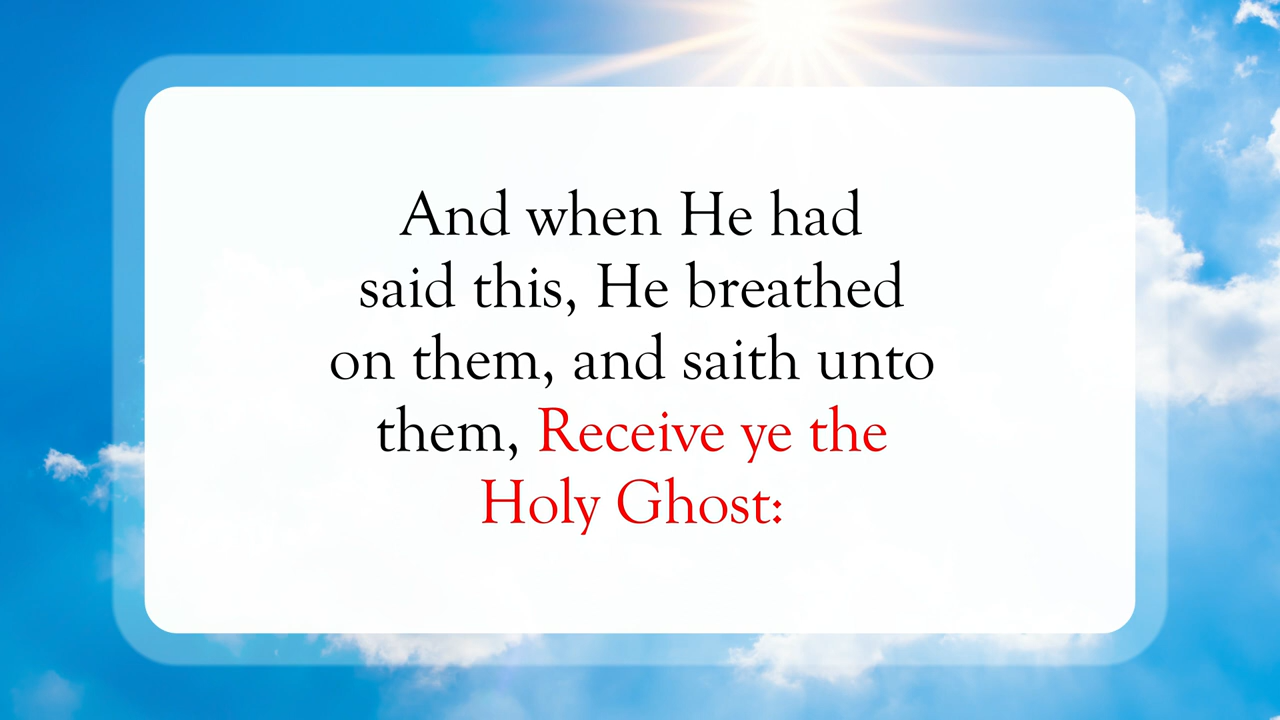 And when He had
said this, He breathed
on them, and saith unto
them, Receive ye the
Holy Ghost: